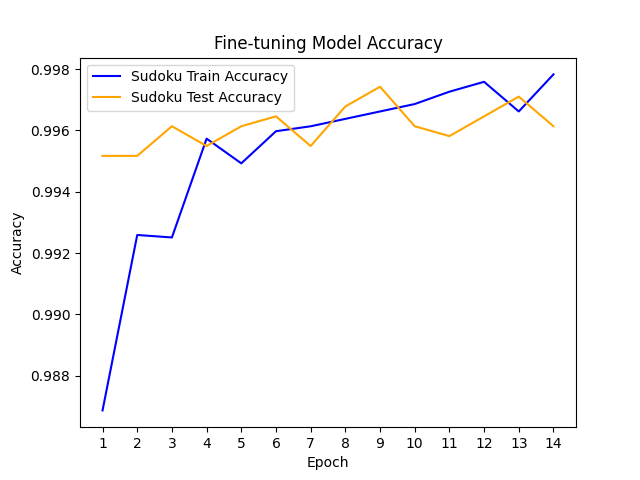 Fine-tuning Model Accuracy
Sudoku Train Accuracy
Sudoku Test Accuracy
0.998
0.996
0.994
0.992
0.990
0.988
Accuracy
1 2 3 4 5 6 7 8 9 10 11 12 13 14
Epoch